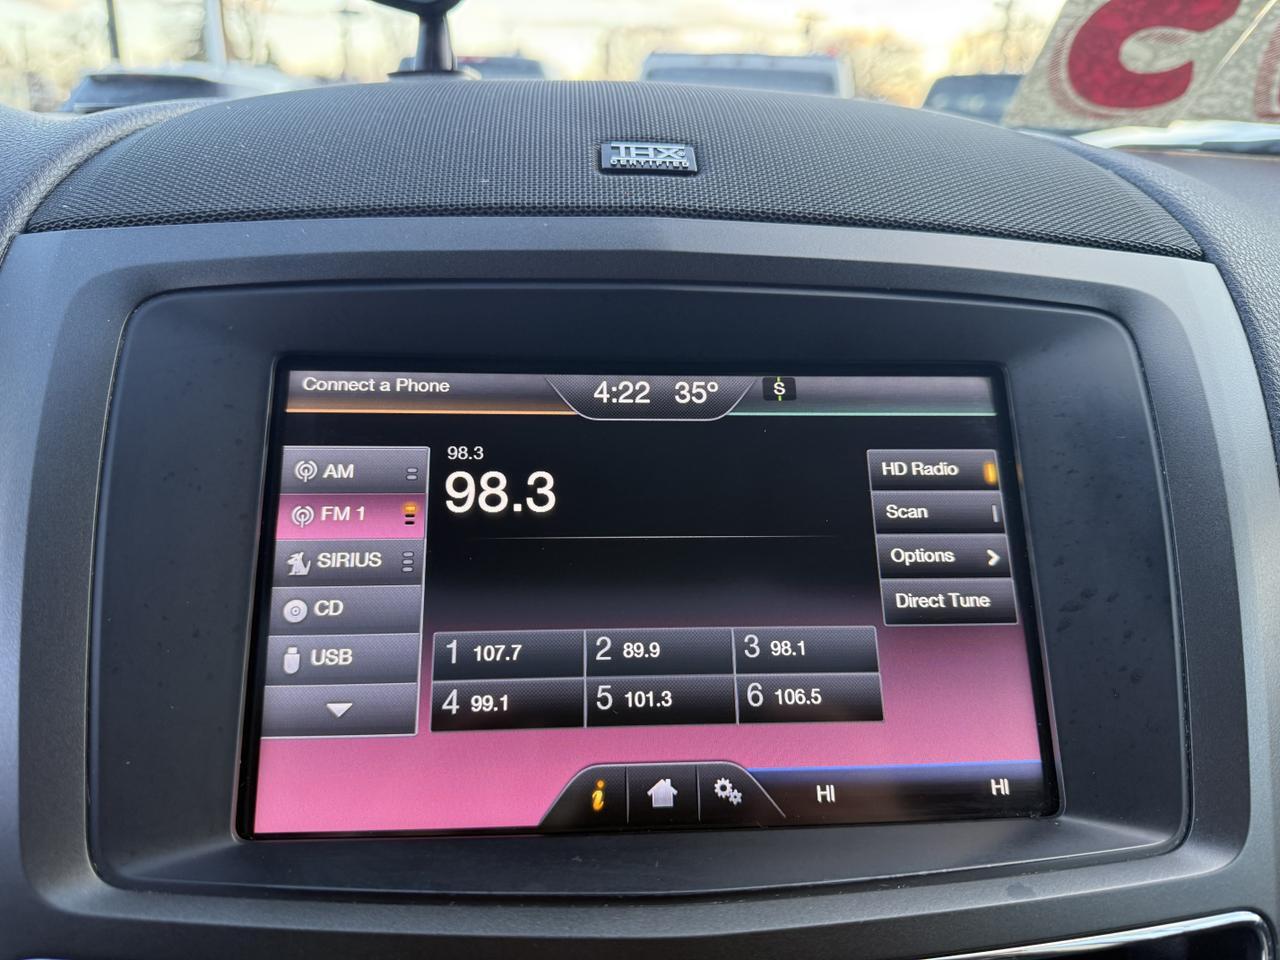 THX
CERTIFIED
Connect a Phone
4:22 35°
S
AM
FM 1
SIRIUS
CD
USB
98.3
98.3
HD Radio
Scan
Options
Direct Tune
1 107.7
2 89.9
3 98.1
4 99.1
5 101.3
6 106.5
i
HI
HI